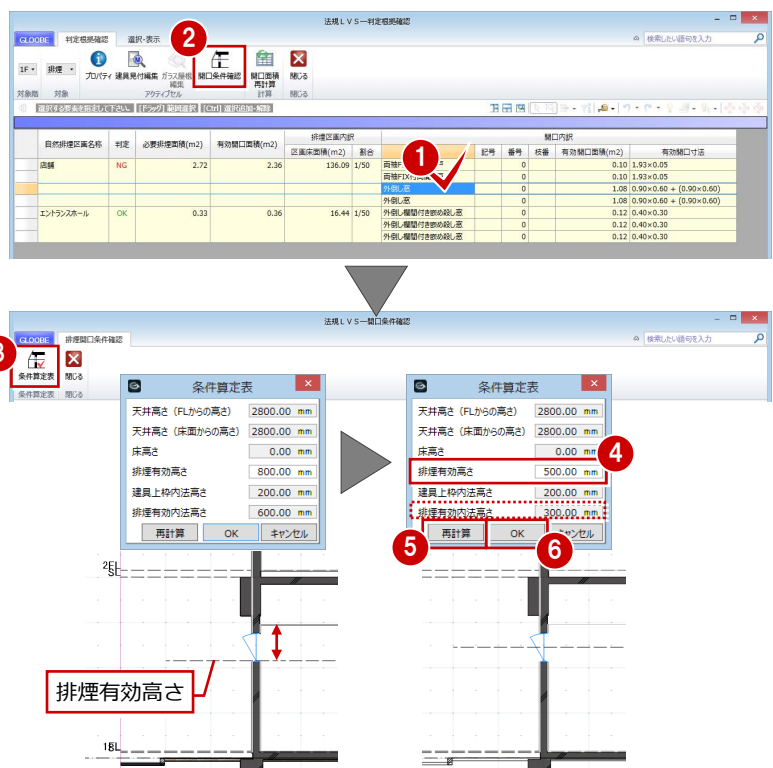 法規ＬＶＳ―判定根拠確認
GLOOBE 判定根拠確認 選択・表示 検索したい語句を入力
2
1F 排煙 プロパティ 建具見付編集 ガラス屋根編集 開口条件確認 開口面積再計算 閉じる
対象階 対象 アクティブセル 計算 閉じる
選択する要素を指定して下さい。 [ドラッグ] 範囲選択 [Ctrl] 選択追加・解除
排煙区画内訳 開口内訳
自然排煙区画名称 判定 必要排煙面積(m2) 有効開口面積(m2) 区画床面積(m2) 割合 記号 番号 枝番 有効開口面積(m2) 有効開口寸法
1
店舗 NG 2.72 2.36 136.09 1/50 両袖F 0 0.10 1.93×0.05
両袖FIX付 0 0.10 1.93×0.05
外倒し窓 0 1.08 0.90×0.60 + (0.90×0.60)
外倒し窓 0 1.08 0.90×0.60 + (0.90×0.60)
エントランスホール OK 0.33 0.36 16.44 1/50 外倒し欄間付き嵌め殺し窓 0 0.12 0.40×0.30
外倒し欄間付き嵌め殺し窓 0 0.12 0.40×0.30
外倒し欄間付き嵌め殺し窓 0 0.12 0.40×0.30
法規ＬＶＳ―開口条件確認
GLOOBE 排煙開口条件確認 検索したい語句を入力
3
条件算定表 閉じる
条件算定表 閉じる
条件算定表
天井高さ（FLからの高さ） 2800.00 mm
天井高さ（床面からの高さ） 2800.00 mm
床高さ 0.00 mm
排煙有効高さ 800.00 mm
建具上枠内法高さ 200.00 mm
排煙有効内法高さ 600.00 mm
再計算 OK キャンセル
条件算定表
天井高さ（FLからの高さ） 2800.00 mm
天井高さ（床面からの高さ） 2800.00 mm
床高さ 0.00 mm
4
排煙有効高さ 500.00 mm
建具上枠内法高さ 200.00 mm
排煙有効内法高さ 300.00 mm
再計算 OK キャンセル
5 6
2FL
SL
排煙有効高さ